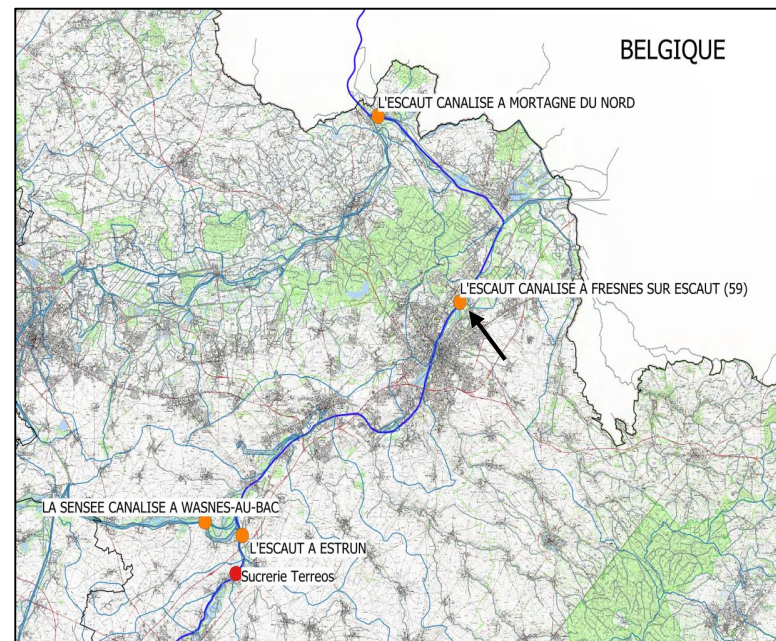 BELGIQUE
L'ESCAUT CANALISE A MORTAGNE DU NORD
L'ESCAUT CANALISE A FRESNES SUR ESCAUT (59)
LA SENSEE CANALISE A WASNES-AU-BAC
L'ESCAUT A ESTRUN
Sucrerie Terreos